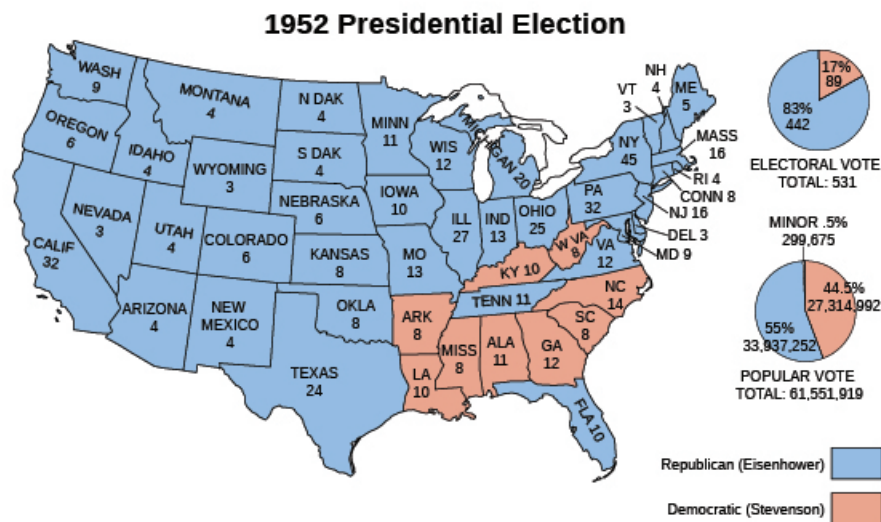 1952 Presidential Election
WASH
9
OREGON
6
CALIF
32
NEVADA
3
IDAHO
4
MONTANA
4
WYOMING
3
UTAH
4
COLORADO
6
ARIZONA
4
NEW
MEXICO
4
N DAK
4
S DAK
4
NEBRASKA
6
KANSAS
8
OKLA
8
TEXAS
24
MINN
11
IOWA
10
MO
13
ARK
8
LA
10
WIS
12
ILL
27
MICHIGAN 20
IND
13
OHIO
25
KY 10
TENN 11
MISS
8
ALA
11
GA
12
FLA 10
SC
8
NC
14
VA
12
W VA
8
PA
32
NY
45
VT
3
NH
4
ME
5
MASS
16
RI 4
CONN 8
NJ 16
DEL 3
MD 9
17%
89
83%
442
ELECTORAL VOTE
TOTAL: 531
MINOR .5%
299,675
44.5%
27,314,992
55%
33,937,252
POPULAR VOTE
TOTAL: 61,551,919
Republican (Eisenhower)
Democratic (Stevenson)